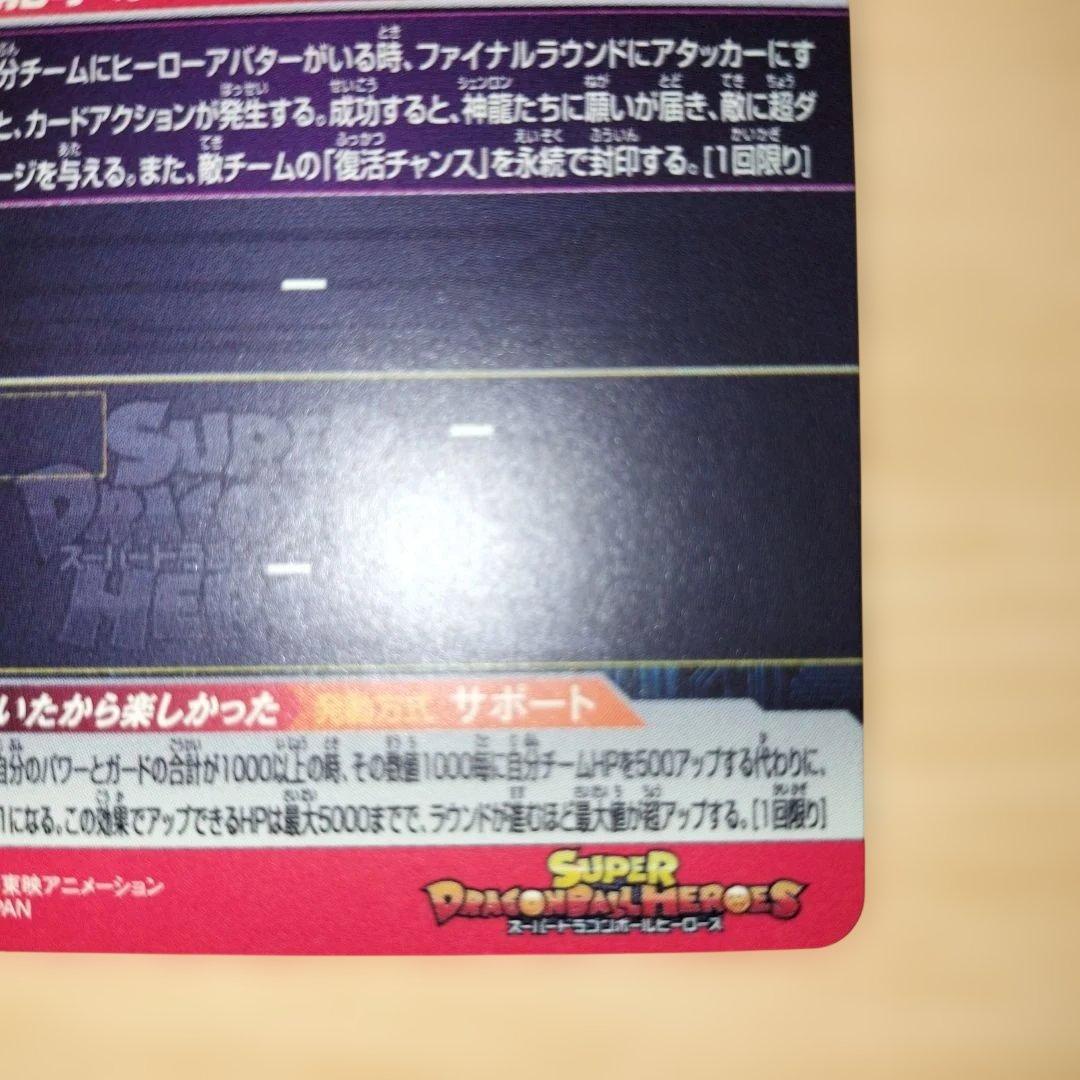 分チームにヒーローアバターがいる時、ファイナルラウンドにアタッカーにす
と、カードアクションが発生する。成功すると、神龍たちに願いが届き、敵に超ダ
ージを与える。また、敵チームの「復活チャンス」を永続で封印する。[1回限り]
ー
SUPE
ー
DRAGO
スーパードラゴ
ー
HE
いたから楽しかった 発動方式 サポート
自分のパワーとガードの合計が1000以上の時、その数値1000毎に自分チームHPを500アップする代わりに、
1になる。この効果でアップできるHPは最大5000までで、ラウンドが進むほど最大値が超アップする。[1回限り]
東映アニメーション
PAN
SUPER
DRAGONBALL HEROES
スーパードラゴンボールヒーローズ